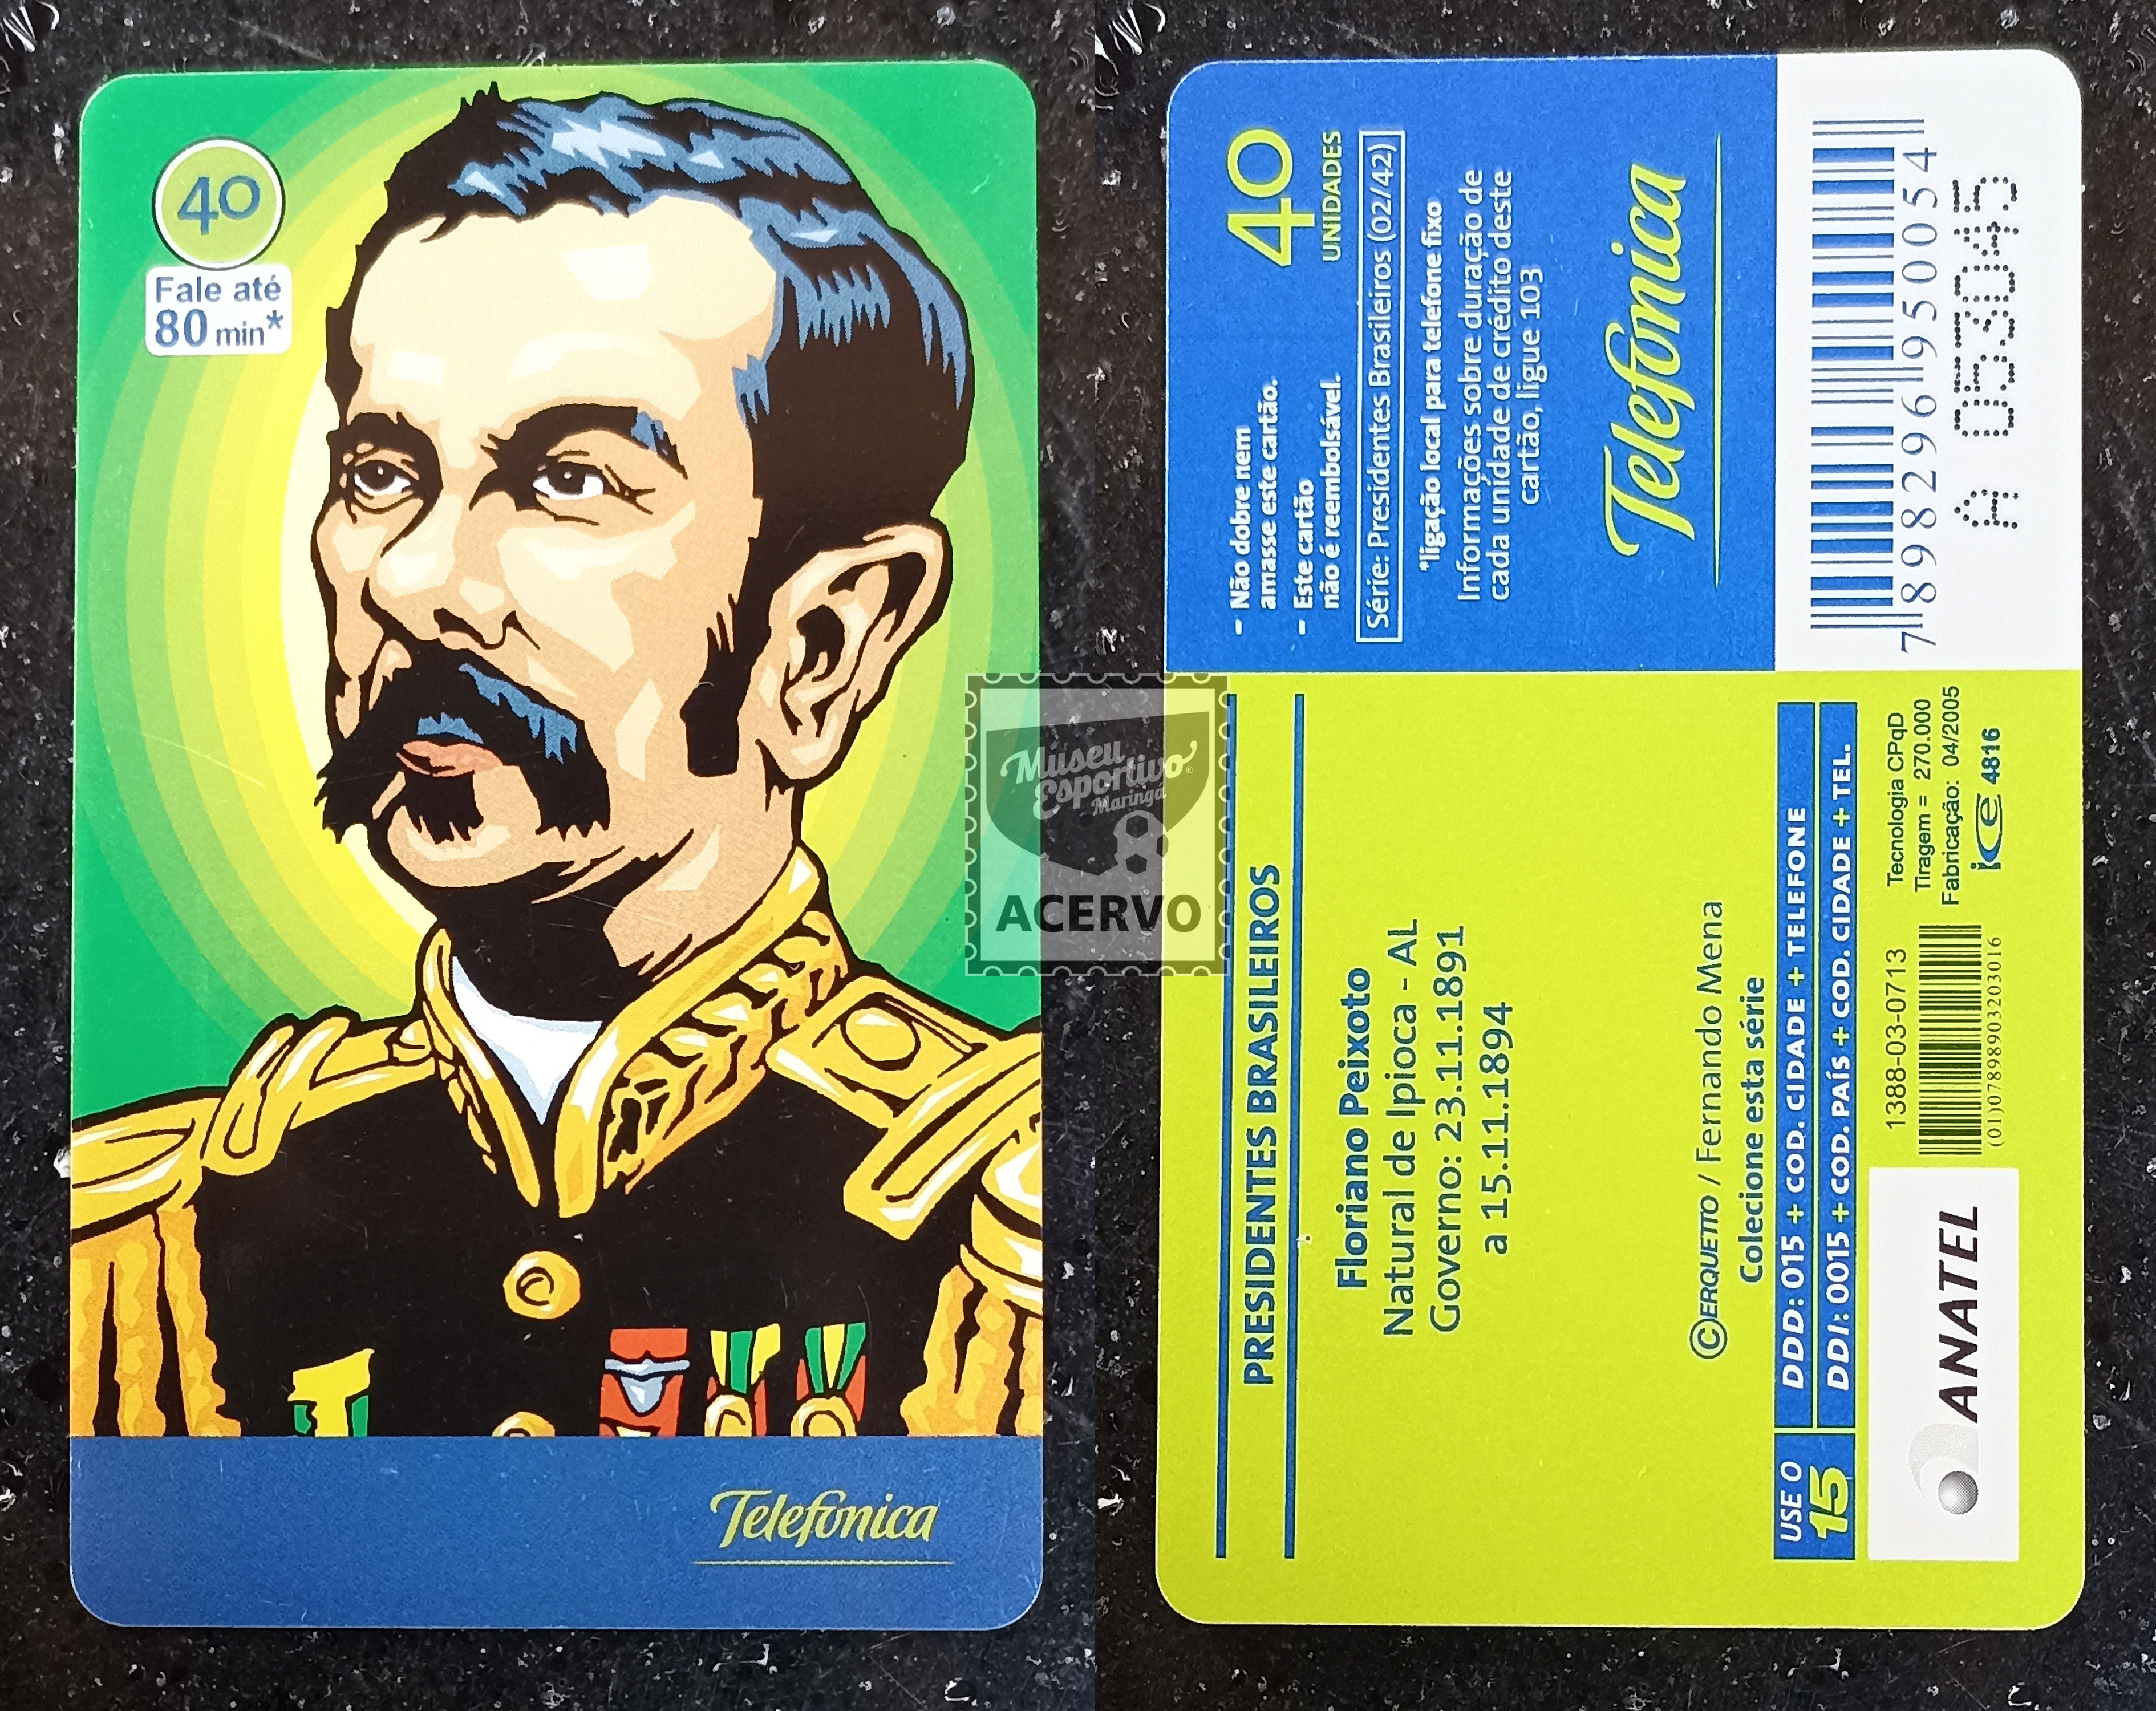 40
Fale até
80 min*
Telefônica
Museu
Esportivo
Maringá
ACERVO
- Não dobre nem
amasse este cartão.
- Este cartão
não é reembolsável.
40
UNIDADES
Série: Presidentes Brasileiros (02/42)
*ligação local para telefone fixo
Informações sobre duração de
cada unidade de crédito deste
cartão, ligue 103
Telefônica
7 898296 950054
A 053045
PRESIDENTES BRASILEIROS
Floriano Peixoto
Natural de Ipioca - AL
Governo: 23.11.1891
a 15.11.1894
©ERQUETTO / Fernando Mena
Colecione esta série
USE O
15
DDD: 015 + COD. CIDADE + TELEFONE
DDI: 0015 + COD. PAÍS + COD. CIDADE + TEL.
ANATEL
1388-03-0713
(01)07898903203016
Tecnologia CPqD
Tiragem = 270.000
Fabricação: 04/2005
ice 4816